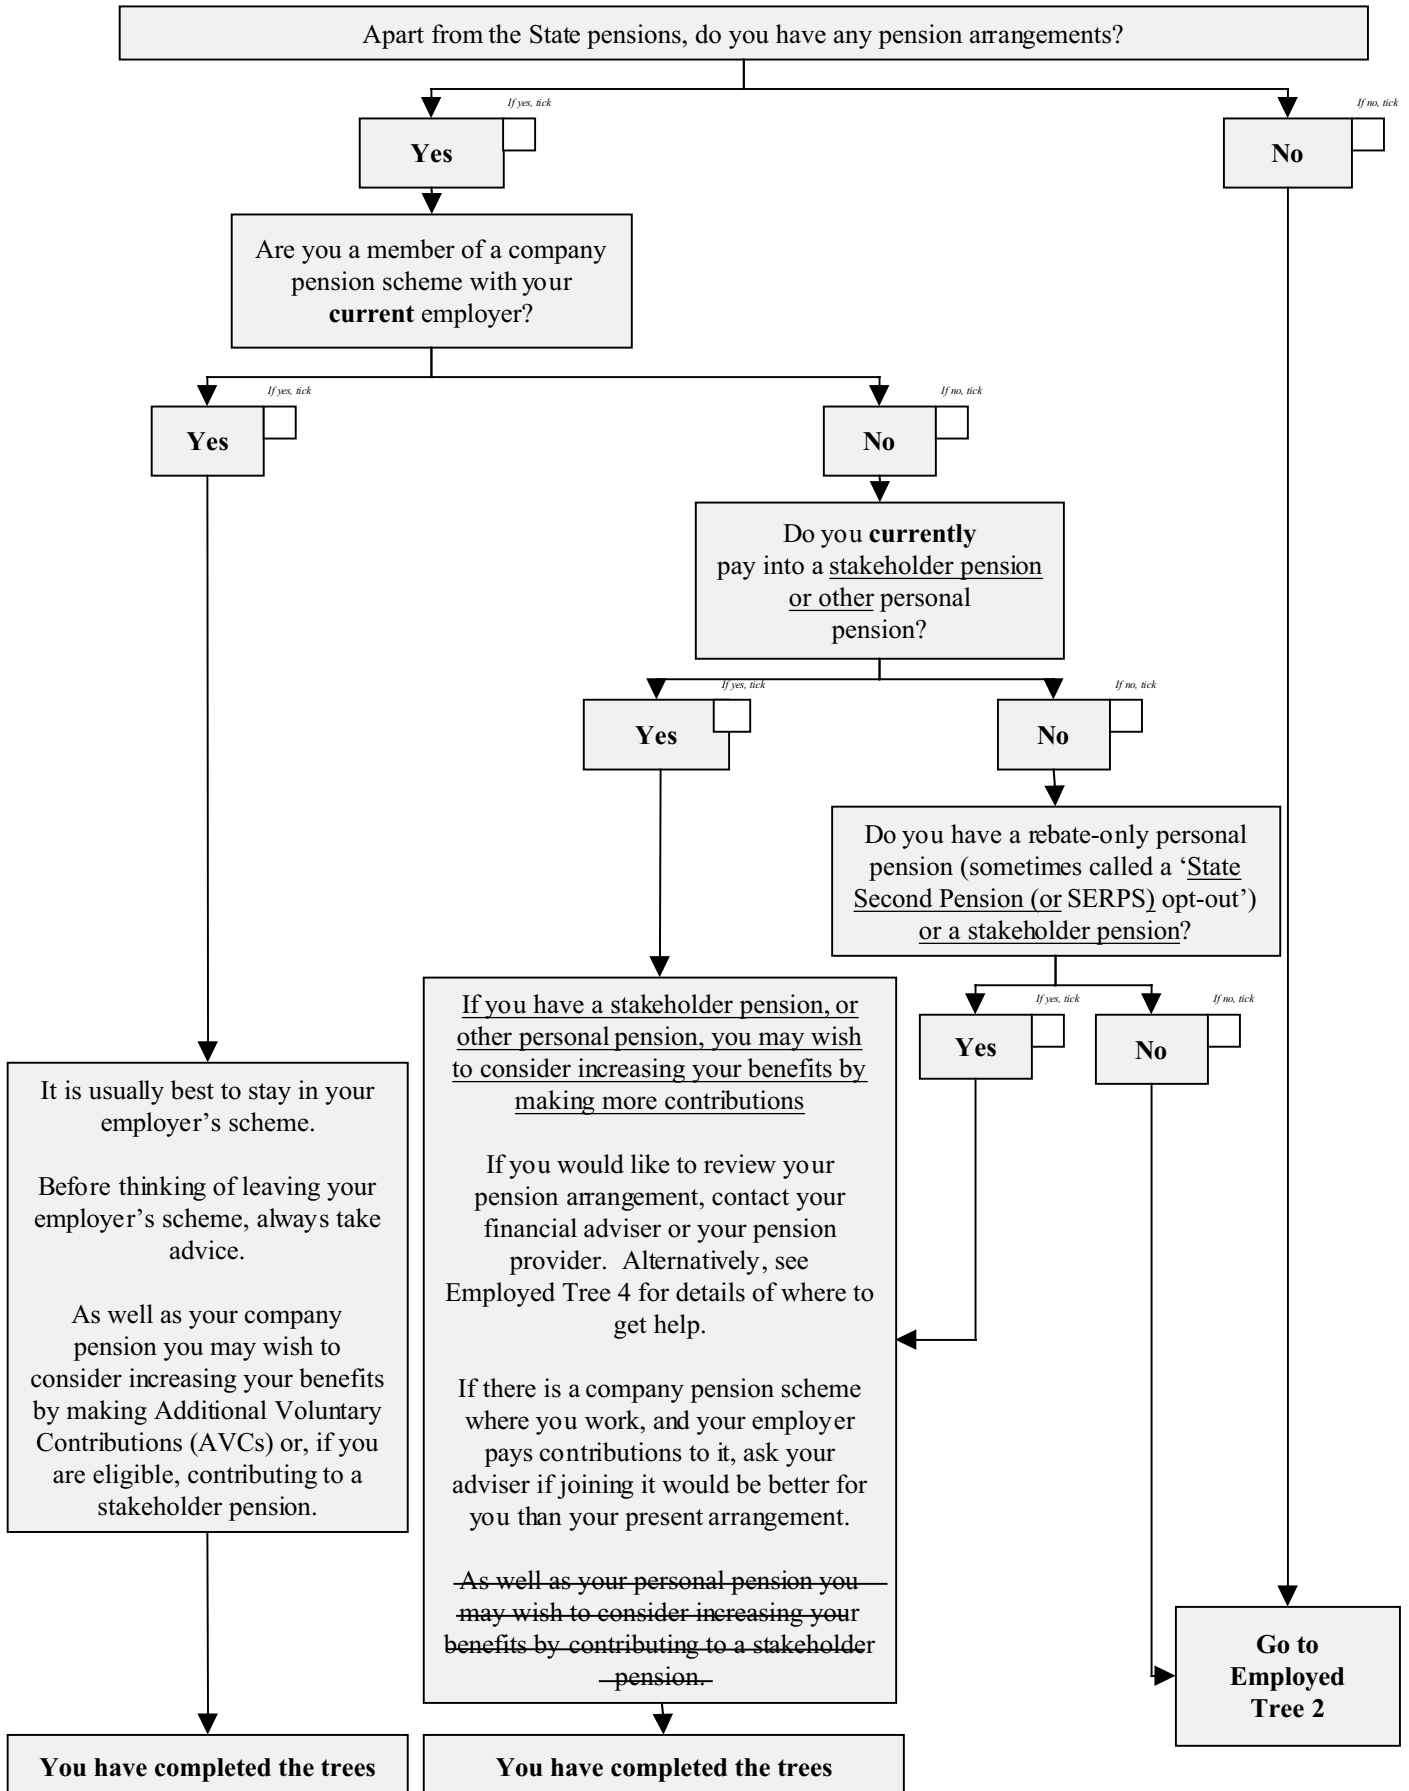 Apart from the State pensions, do you have any pension arrangements?
If yes, tick
If no, tick
Yes
No
Are you a member of a company
pension scheme with your
current employer?
If yes, tick
If no, tick
Yes
No
Do you currently
pay into a stakeholder pension
or other personal
pension?
If yes, tick
If no, tick
Yes
No
Do you have a rebate-only personal
pension (sometimes called a ‘State
Second Pension (or SERPS) opt-out’)
or a stakeholder pension?
If yes, tick
If no, tick
Yes
No
It is usually best to stay in your
employer’s scheme.
Before thinking of leaving your
employer’s scheme, always take
advice.
As well as your company
pension you may wish to
consider increasing your benefits
by making Additional Voluntary
Contributions (AVCs) or, if you
are eligible, contributing to a
stakeholder pension.
If you have a stakeholder pension, or
other personal pension, you may wish
to consider increasing your benefits by
making more contributions
If you would like to review your
pension arrangement, contact your
financial adviser or your pension
provider.  Alternatively, see
Employed Tree 4 for details of where to
get help.
If there is a company pension scheme
where you work, and your employer
pays contributions to it, ask your
adviser if joining it would be better for
you than your present arrangement.
As well as your personal pension you
may wish to consider increasing your
benefits by contributing to a stakeholder
pension.
Go to
Employed
Tree 2
You have completed the trees
You have completed the trees